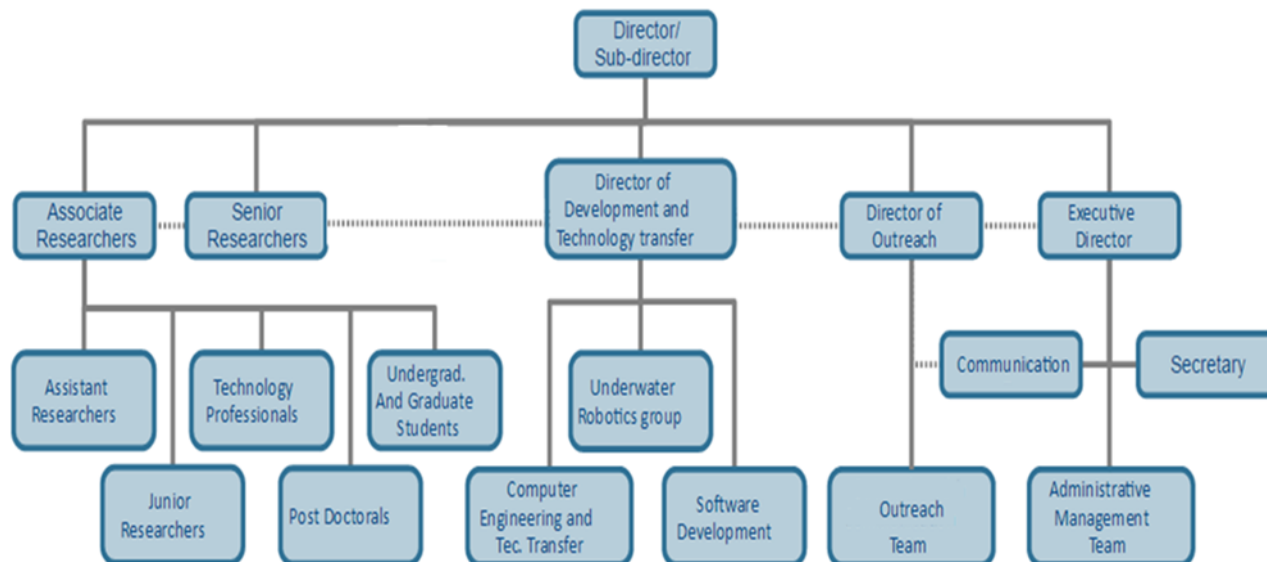 Director/
Sub-director
Associate
Researchers
Senior
Researchers
Director of
Development and
Technology transfer
Director of
Outreach
Executive
Director
Communication
Secretary
Assistant
Researchers
Technology
Professionals
Undergrad.
And Graduate
Students
Underwater
Robotics group
Junior
Researchers
Post Doctorals
Computer
Engineering and
Tec. Transfer
Software
Development
Outreach
Team
Administrative
Management
Team